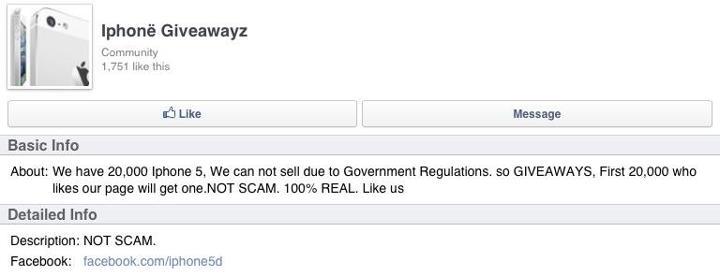 Iphonë Giveawayz
Community
1,751 like this
Like
Message
Basic Info
About: We have 20,000 Iphone 5, We can not sell due to Government Regulations. so GIVEAWAYS, First 20,000 who
likes our page will get one.NOT SCAM. 100% REAL. Like us
Detailed Info
Description: NOT SCAM.
Facebook: facebook.com/iphone5d